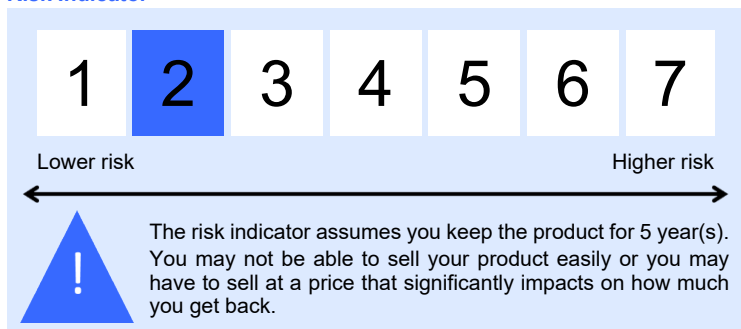 Risk Indicator
1 2 3 4 5 6 7
Lower risk Higher risk
!
The risk indicator assumes you keep the product for 5 year(s).
You may not be able to sell your product easily or you may
have to sell at a price that significantly impacts on how much
you get back.